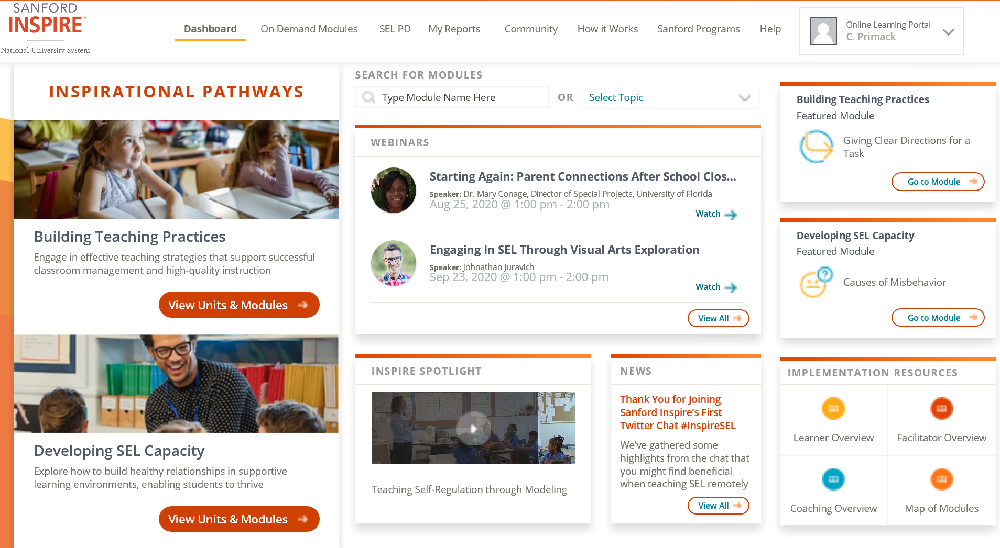 SANFORD
INSPIRE™
National University System
Dashboard
On Demand Modules
SEL PD
My Reports
Community
How it Works
Sanford Programs
Help
Online Learning Portal
C. Primack
INSPIRATIONAL PATHWAYS
Building Teaching Practices
Engage in effective teaching strategies that support successful
classroom management and high-quality instruction
View Units & Modules
Developing SEL Capacity
Explore how to build healthy relationships in supportive
learning environments, enabling students to thrive
View Units & Modules
SEARCH FOR MODULES
Type Module Name Here
OR
Select Topic
WEBINARS
Starting Again: Parent Connections After School Clos...
Speaker: Dr. Mary Conage, Director of Special Projects, University of Florida
Aug 25, 2020 @ 1:00 pm - 2:00 pm
Watch
Engaging In SEL Through Visual Arts Exploration
Speaker: Johnathan Juravich
Sep 23, 2020 @ 1:00 pm - 2:00 pm
Watch
View All
INSPIRE SPOTLIGHT
Teaching Self-Regulation through Modeling
NEWS
Thank You for Joining
Sanford Inspire’s First
Twitter Chat #InspireSEL
We’ve gathered some
highlights from the chat that
you might find beneficial
when teaching SEL remotely
View All
Building Teaching Practices
Featured Module
Giving Clear Directions for a
Task
Go to Module
Developing SEL Capacity
Featured Module
?
Causes of Misbehavior
Go to Module
IMPLEMENTATION RESOURCES
Learner Overview
Facilitator Overview
Coaching Overview
Map of Modules